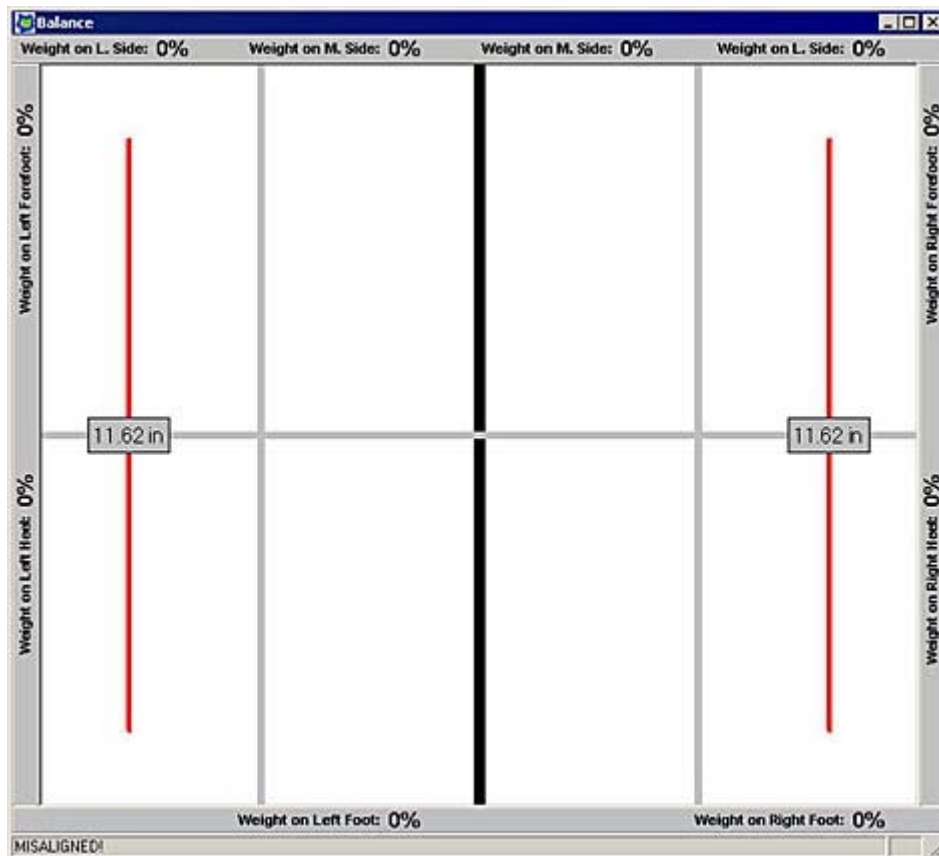 Balance
Weight on L. Side: 0% Weight on M. Side: 0% Weight on M. Side: 0% Weight on L. Side: 0%
Weight on Left Forefoot: 0%
Weight on Right Forefoot: 0%
11.62 in 11.62 in
Weight on Left Heel: 0%
Weight on Right Heel: 0%
Weight on Left Foot: 0% Weight on Right Foot: 0%
MISALIGNED!